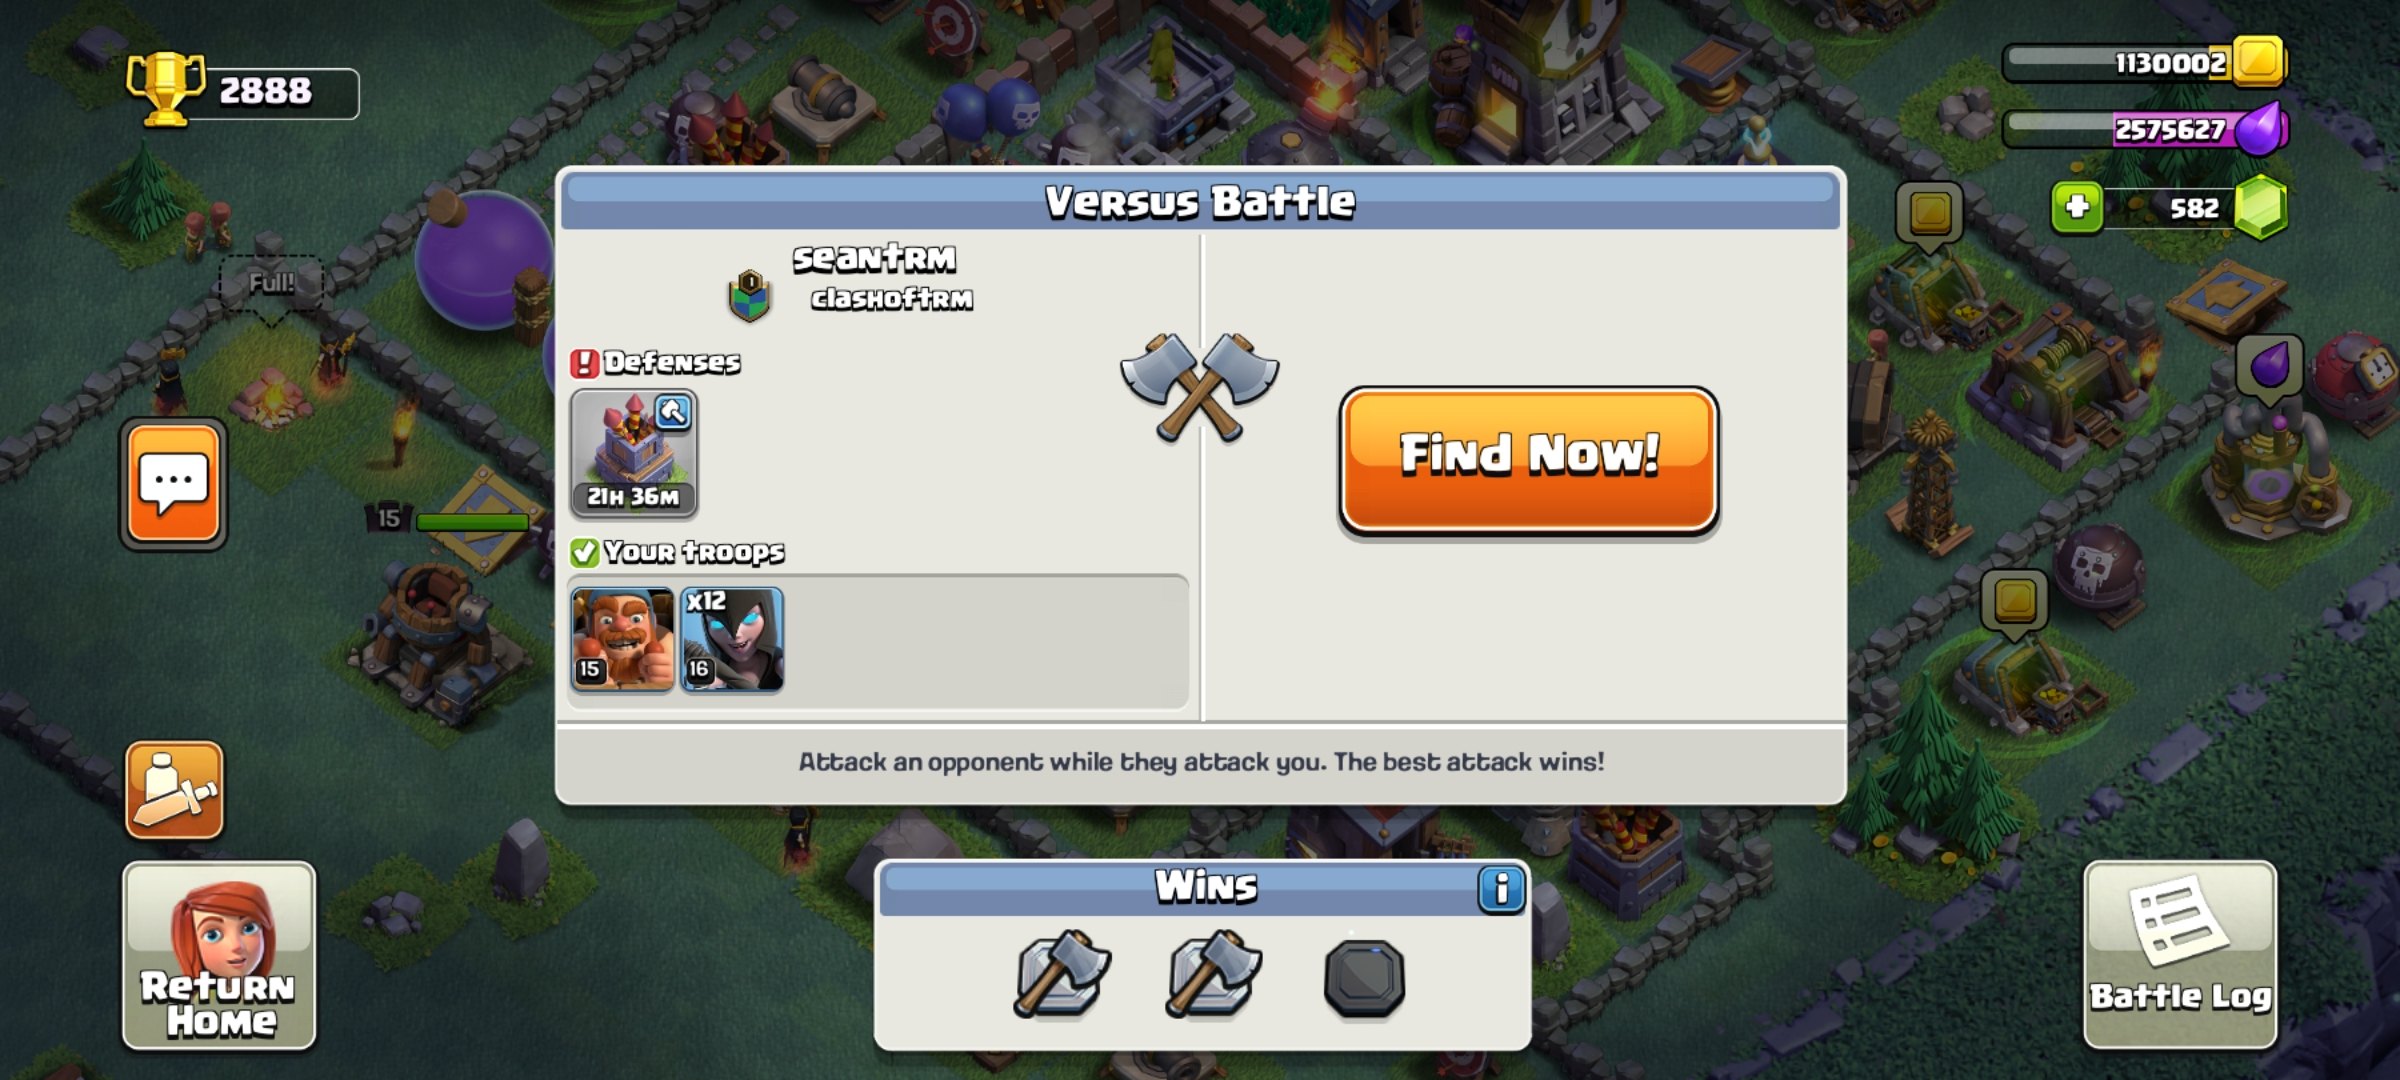 2888
1130002
2575627
582
Versus Battle
seantrm
clashoftrm
Full!
! Defenses
21H 36M
15
Your troops
x12
15
16
Find Now!
Attack an opponent while they attack you. The best attack wins!
Wins
i
Return
Home
Battle Log